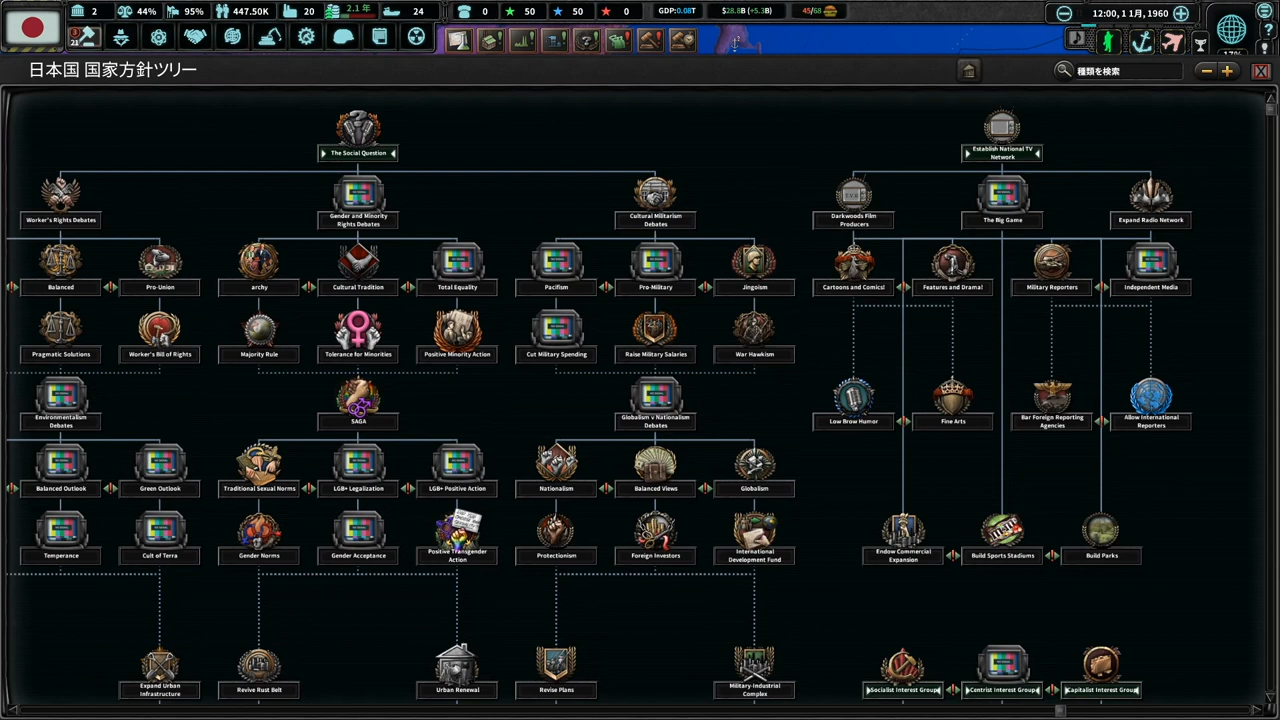 2 44% 95% 447.50K 20 2.1 年 24 0 50 50 0 GDP:0.08T $28.8B (+5.3B) 45/68 12:00, 1 1月, 1960
21
17%
日本国 国家方針ツリー 種類を検索
The Social Question
Establish National TV
Network
Worker's Rights Debates
Gender and Minority
Rights Debates
Cultural Militarism
Debates
Darkwoods Film
Producers
The Big Game
Expand Radio Network
Balanced
Pro-Union
archy
Cultural Tradition
Total Equality
Pacifism
Pro-Military
Jingoism
Cartoons and Comics!
Features and Drama!
Military Reporters
Independent Media
Pragmatic Solutions
Worker's Bill of Rights
Majority Rule
Tolerance for Minorities
Positive Minority Action
Cut Military Spending
Raise Military Salaries
War Hawkism
Environmentalism
Debates
SAGA
Globalism v Nationalism
Debates
Low Brow Humor
Fine Arts
Bar Foreign Reporting
Agencies
Allow International
Reporters
Balanced Outlook
Green Outlook
Traditional Sexual Norms
LGB+ Legalization
LGB+ Positive Action
Nationalism
Balanced Views
Globalism
Temperance
Cult of Terra
Gender Norms
Gender Acceptance
Positive Transgender
Action
Protectionism
Foreign Investors
International
Development Fund
Endow Commercial
Expansion
Build Sports Stadiums
Build Parks
Expand Urban
Infrastructure
Revive Rust Belt
Urban Renewal
Revise Plans
Military-Industrial
Complex
Socialist Interest Group
Centrist Interest Group
Capitalist Interest Group